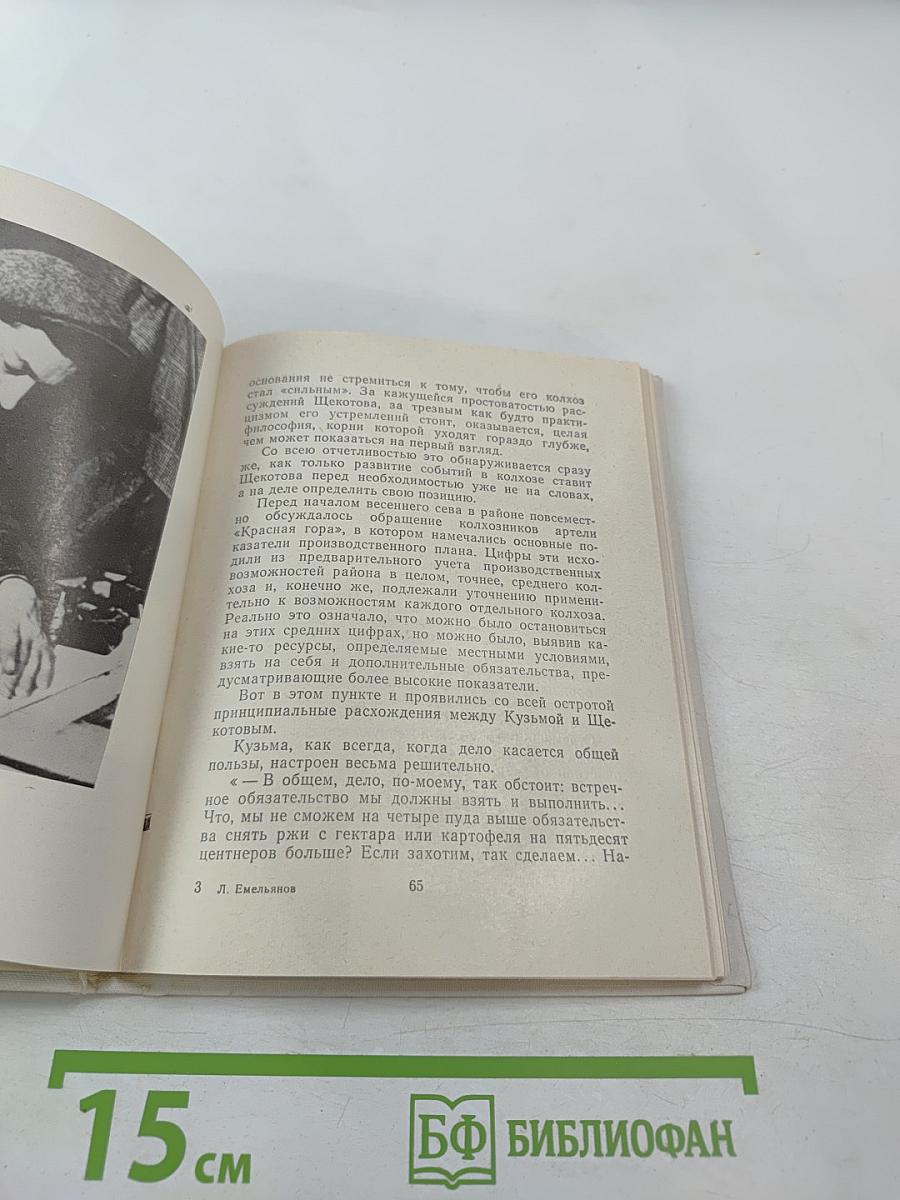 основания не стремиться к тому, чтобы его колхоз
стал «сильным». За кажущейся простоватостью рас-
суждений Щекотова, за трезвым как будто практи-
цизмом его устремлений стоит, оказывается, целая
философия, корни которой уходят гораздо глубже,
чем может показаться на первый взгляд.
Со всею отчетливостью это обнаруживается сразу
же, как только развитие событий в колхозе ставит
Щекотова перед необходимостью уже не на словах,
а на деле определить свою позицию.
Перед началом весеннего сева в районе повсемест-
но обсуждалось обращение колхозников артели
«Красная гора», в котором намечались основные по-
казатели производственного плана. Цифры эти исхо-
дили из предварительного учета производственных
возможностей района в целом, точнее, среднего кол-
хоза и, конечно же, подлежали уточнению примени-
тельно к возможностям каждого отдельного колхоза.
Реально это означало, что можно было остановиться
на этих средних цифрах, но можно было, выявив ка-
кие-то ресурсы, определяемые местными условиями,
взять на себя и дополнительные обязательства, пре-
дусматривающие более высокие показатели.
Вот в этом пункте и проявились со всей остротой
принципиальные расхождения между Кузьмой и Ще-
котовым.
Кузьма, как всегда, когда дело касается общей
пользы, настроен весьма решительно.
« — В общем, дело, по-моему, так обстоит: встреч-
ное обязательство мы должны взять и выполнить...
Что, мы не сможем на четыре пуда выше обязательст-
ва снять ржи с гектара или картофеля на пятьдесят
центнеров больше? Если захотим, так сделаем... На-
3 Л. Емельянов 65
15 см
БФ БИБЛИОФАН